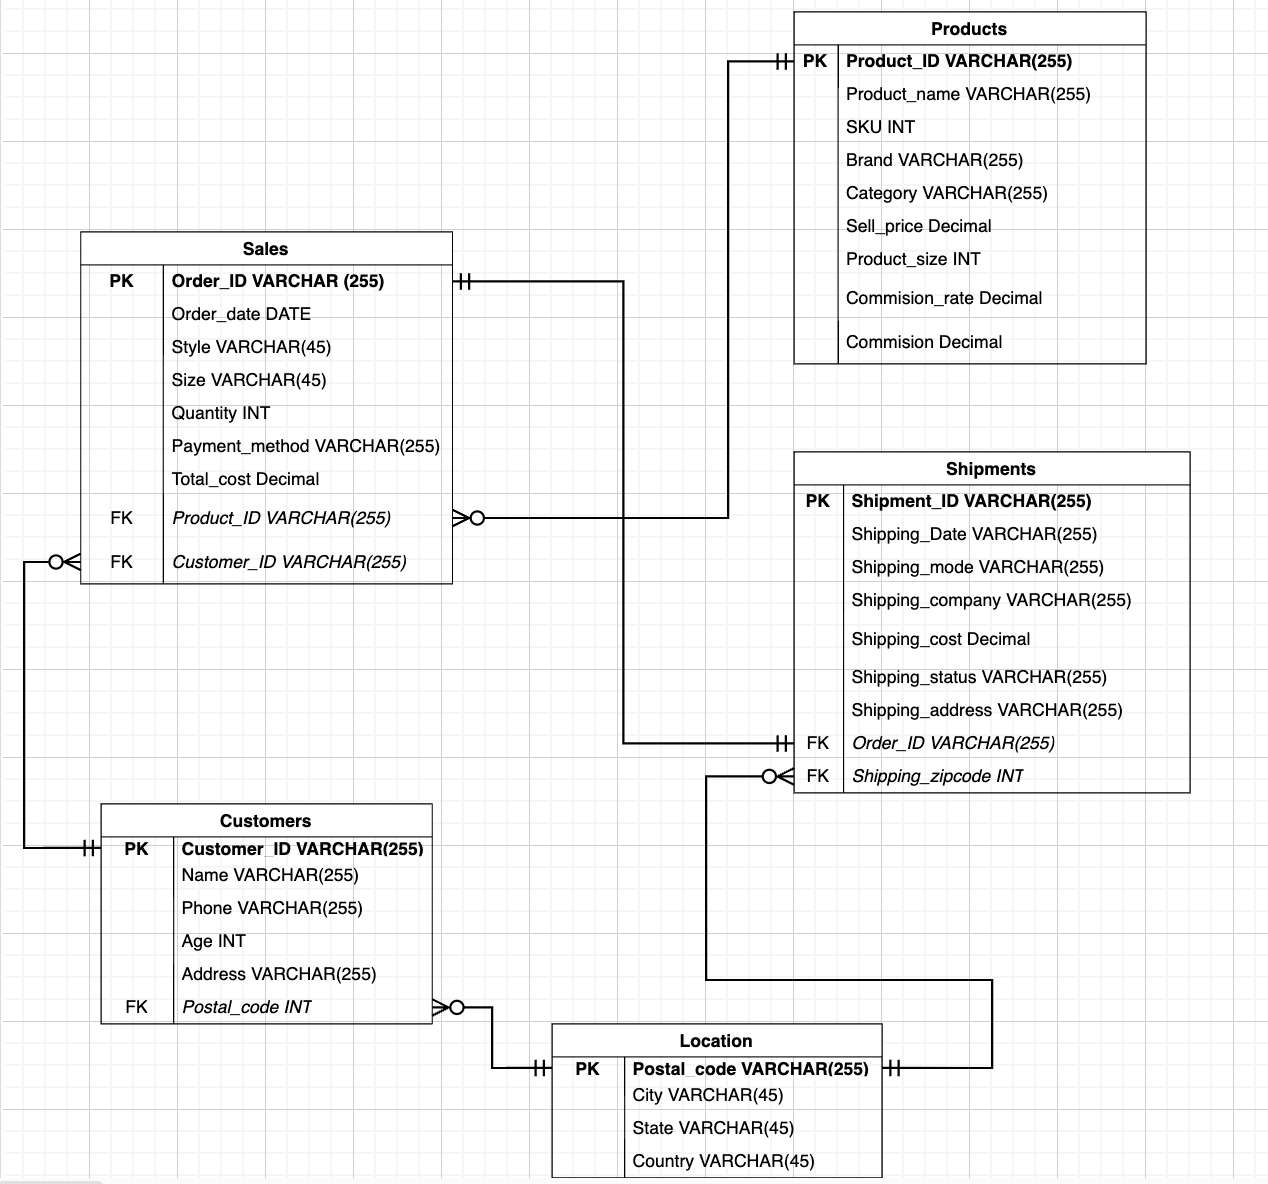 Products
PK Product_ID VARCHAR(255)
Product_name VARCHAR(255)
SKU INT
Brand VARCHAR(255)
Category VARCHAR(255)
Sell_price Decimal
Product_size INT
Commision_rate Decimal
Commision Decimal
Sales
PK Order_ID VARCHAR (255)
Order_date DATE
Style VARCHAR(45)
Size VARCHAR(45)
Quantity INT
Payment_method VARCHAR(255)
Total_cost Decimal
FK Product_ID VARCHAR(255)
FK Customer_ID VARCHAR(255)
Shipments
PK Shipment_ID VARCHAR(255)
Shipping_Date VARCHAR(255)
Shipping_mode VARCHAR(255)
Shipping_company VARCHAR(255)
Shipping_cost Decimal
Shipping_status VARCHAR(255)
Shipping_address VARCHAR(255)
FK Order_ID VARCHAR(255)
FK Shipping_zipcode INT
Customers
PK Customer_ID VARCHAR(255)
Name VARCHAR(255)
Phone VARCHAR(255)
Age INT
Address VARCHAR(255)
FK Postal_code INT
Location
PK Postal_code VARCHAR(255)
City VARCHAR(45)
State VARCHAR(45)
Country VARCHAR(45)